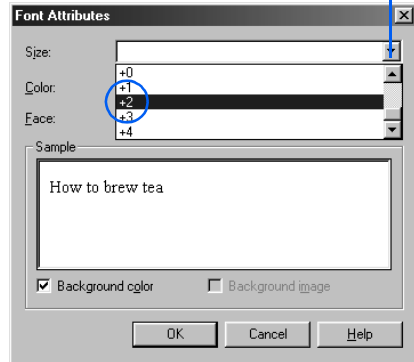 Font Attributes
Size:
+0
Color:
+1
+2
Face:
+3
+4
Sample
How to brew tea
Background color
Background image
OK
Cancel
Help